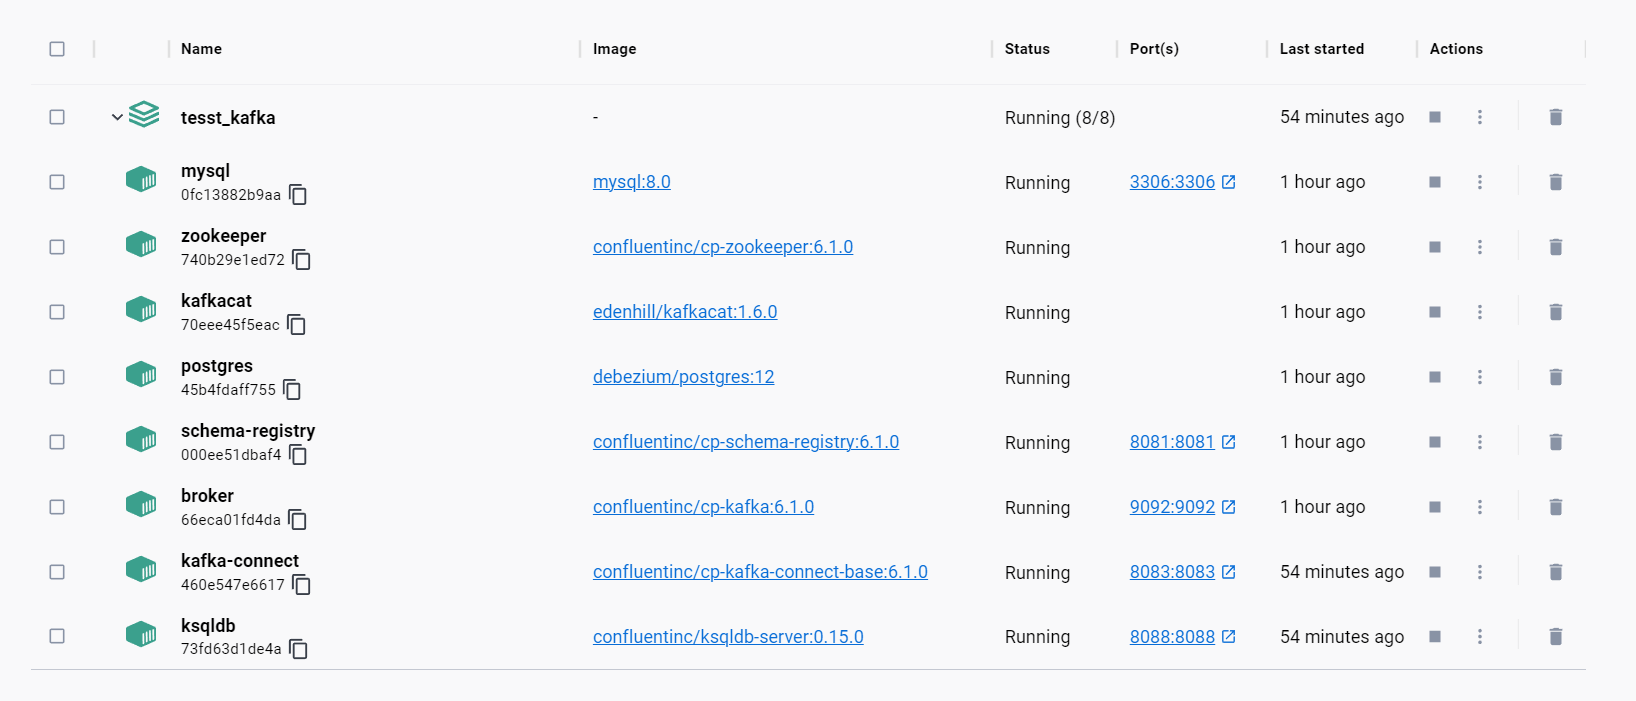 Name Image Status Port(s) Last started Actions
tesst_kafka - Running (8/8) 54 minutes ago
mysql
0fc13882b9aa mysql:8.0 Running 3306:3306 1 hour ago
zookeeper
740b29e1ed72 confluentinc/cp-zookeeper:6.1.0 Running 1 hour ago
kafkacat
70eee45f5eac edenhill/kafkacat:1.6.0 Running 1 hour ago
postgres
45b4fdaff755 debezium/postgres:12 Running 1 hour ago
schema-registry
000ee51dbaf4 confluentinc/cp-schema-registry:6.1.0 Running 8081:8081 1 hour ago
broker
66eca01fd4da confluentinc/cp-kafka:6.1.0 Running 9092:9092 1 hour ago
kafka-connect
460e547e6617 confluentinc/cp-kafka-connect-base:6.1.0 Running 8083:8083 54 minutes ago
ksqldb
73fd63d1de4a confluentinc/ksqldb-server:0.15.0 Running 8088:8088 54 minutes ago